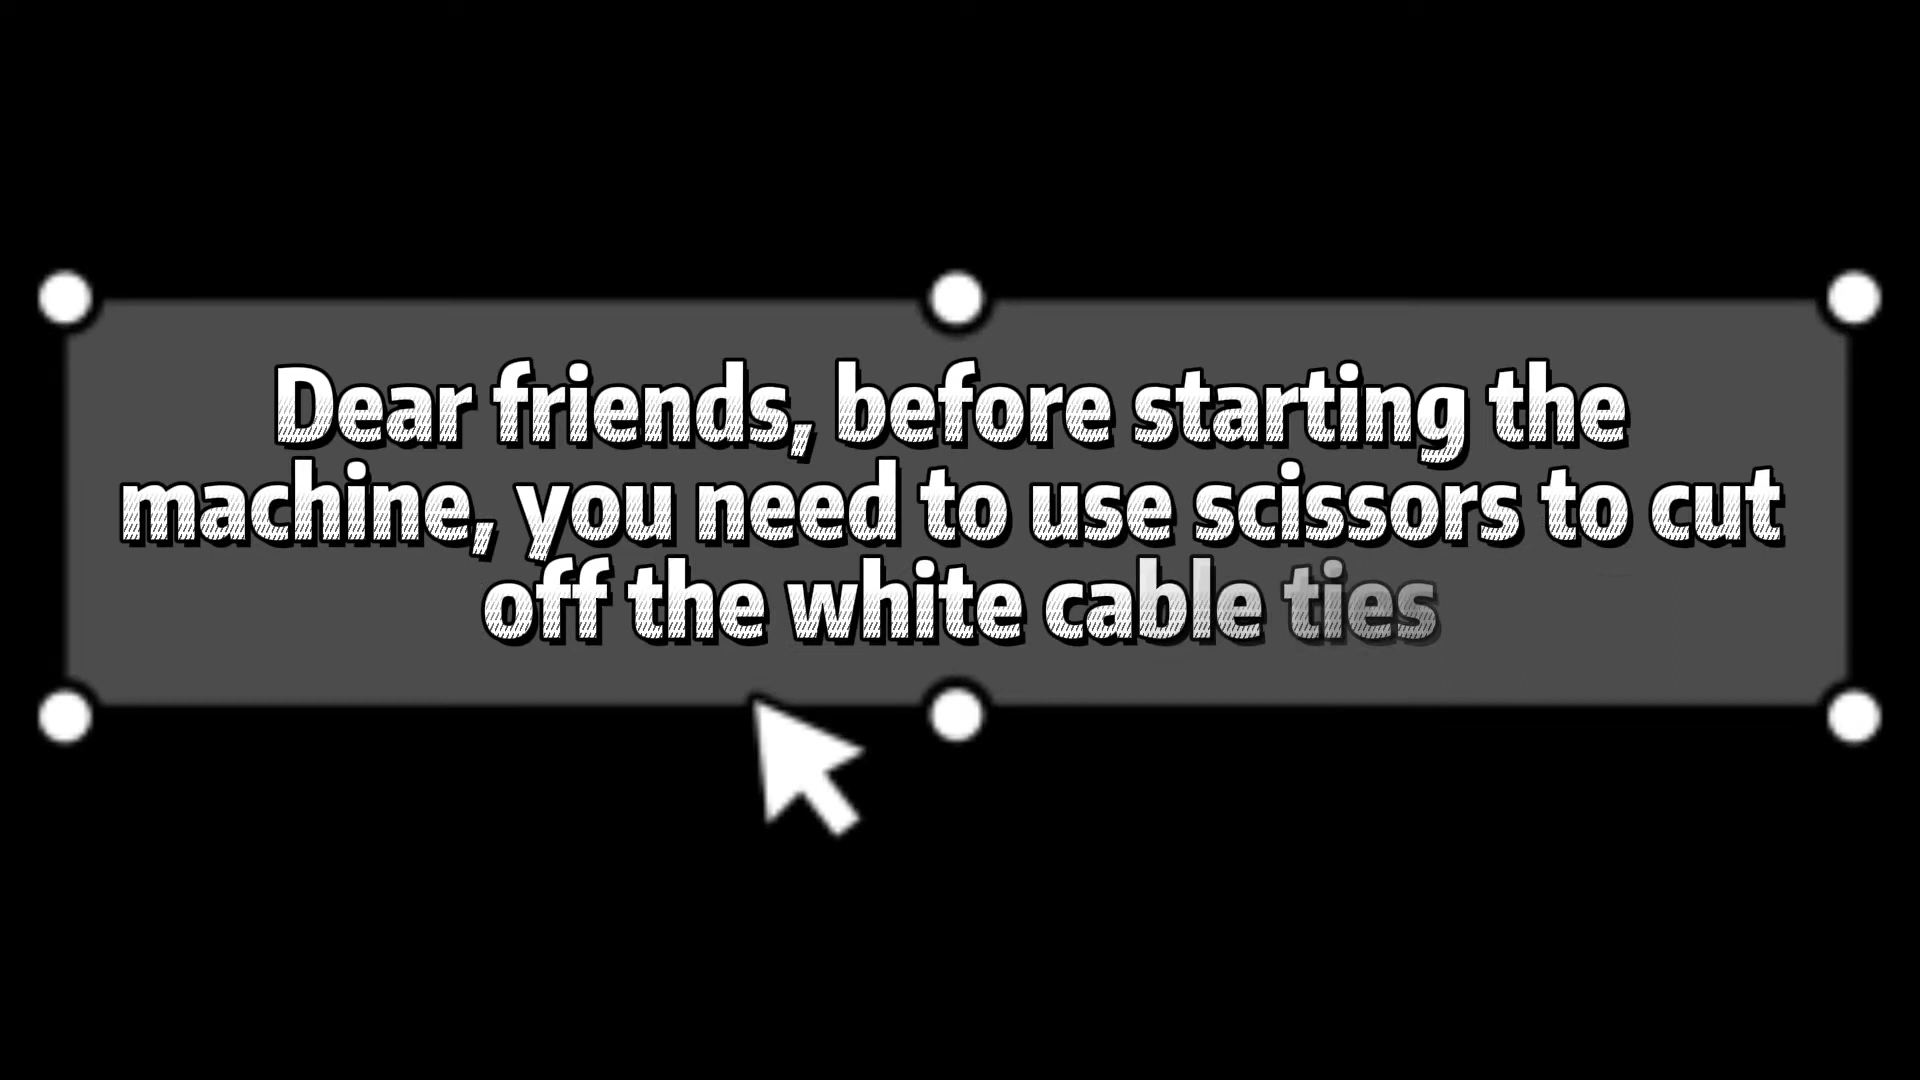 Dear friends, before starting the
machine, you need to use scissors to cut
off the white cable ties